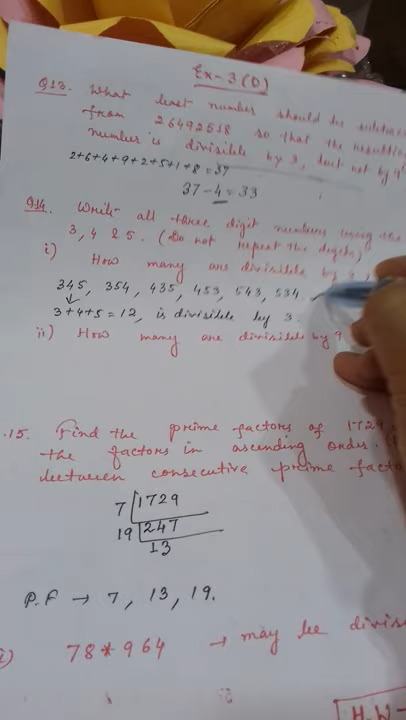 Ex-3(D)
Q13. What least number should be
from 26492518 so that the resulting
number is divisible by 3, but not by 9
2+6+4+9+2+5+1+8=37
37-4=33
Q14. Write all three digit numbers using the
3, 4 & 5. (Do not repeat the digits)
i) How many are divisible by
345, 354, 435, 453, 543, 534
3+4+5=12, is divisible by 3.
ii) How many are divisible by 9
.15. Find the prime factors of 1729
the factors in ascending order.
between consecutive prime facto
7 1729
19 247
13
P.F → 7, 13, 19.
i) 78*964 → may be divis
H.W-